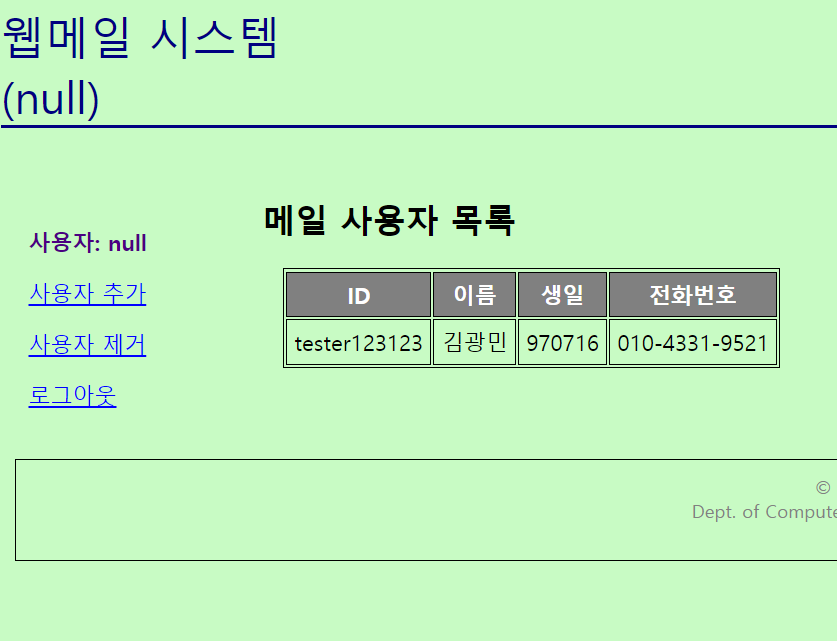 웹메일 시스템
(null)
메일 사용자 목록
사용자: null
사용자 추가
사용자 제거
로그아웃
ID 이름 생일 전화번호
tester123123 김광민 970716 010-4331-9521
©
Dept. of Compute